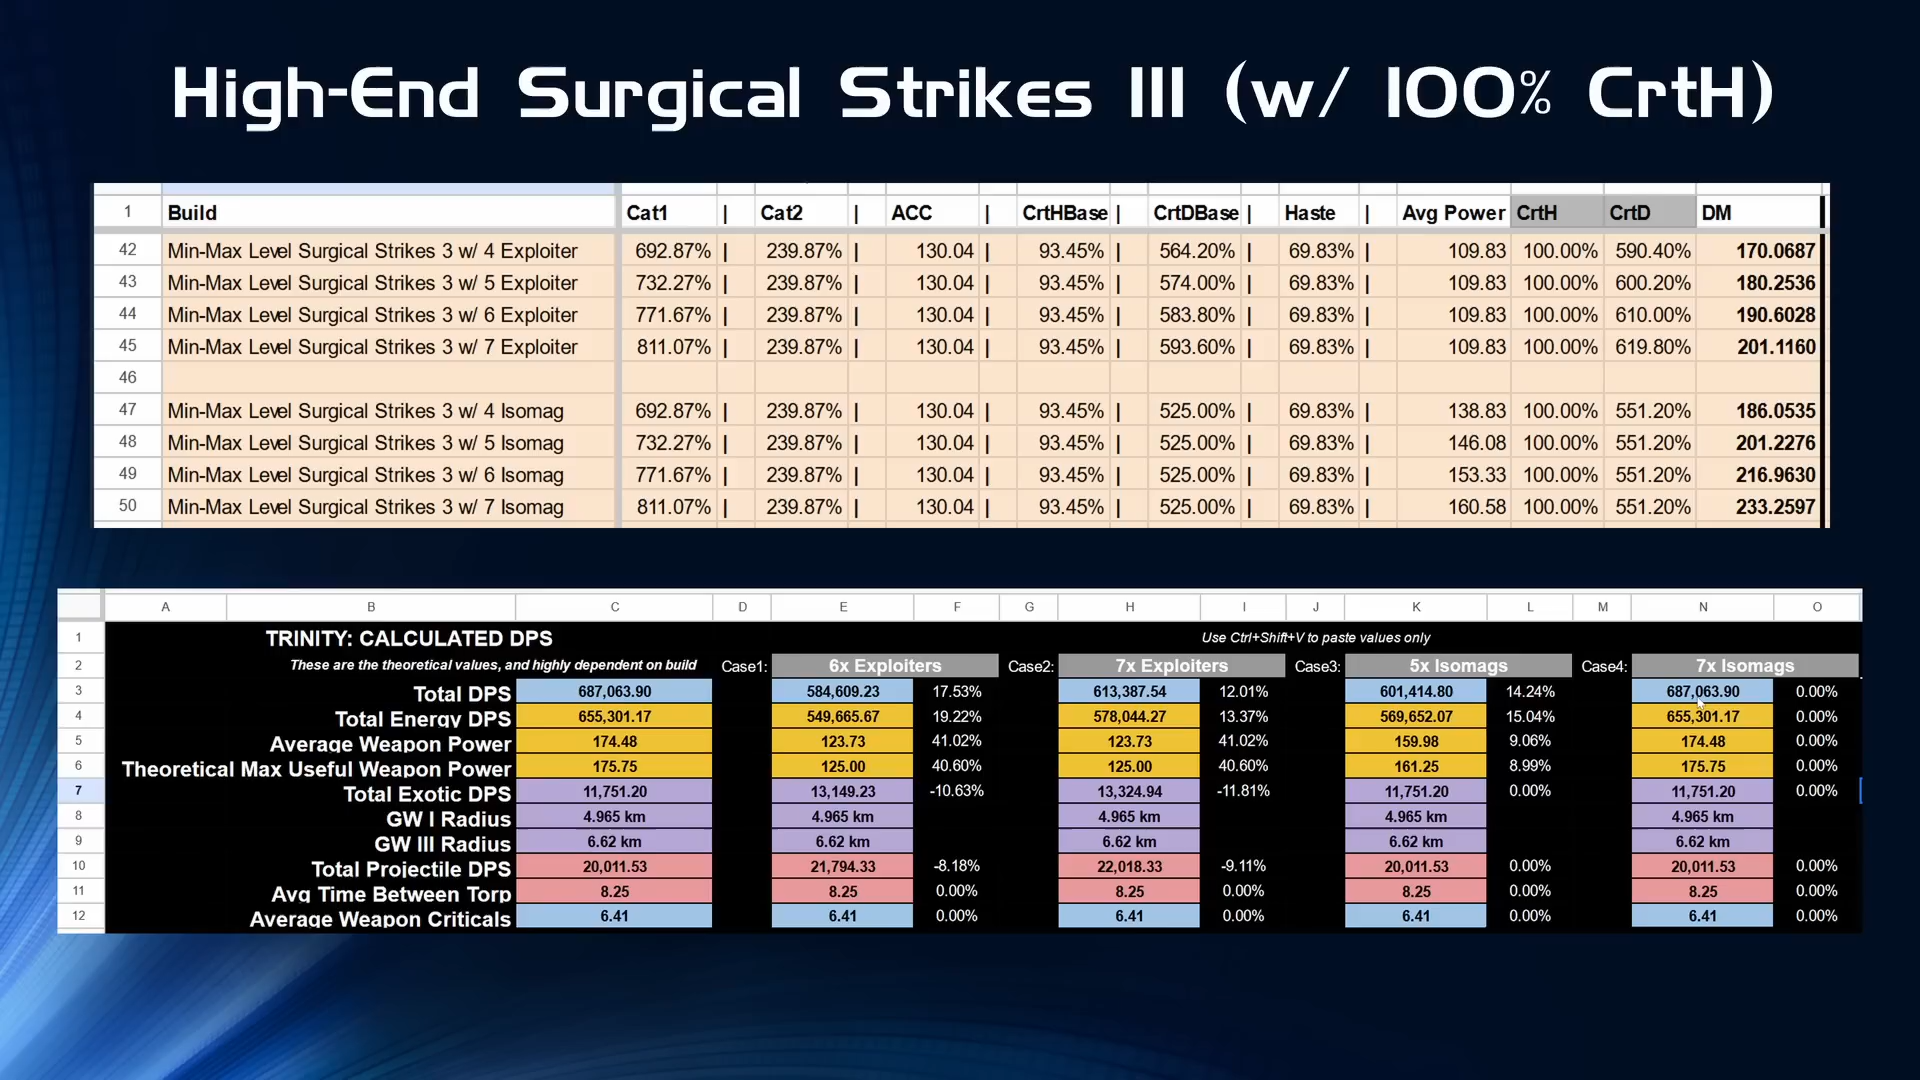 High-End Surgical Strikes III (w/ 100% CrtH)
1 Build Cat1 | Cat2 | ACC | CrtHBase | CrtDBase | Haste | Avg Power CrtH CrtD DM
42 Min-Max Level Surgical Strikes 3 w/ 4 Exploiter 692.87% | 239.87% | 130.04 | 93.45% | 564.20% | 69.83% | 109.83 100.00% 590.40% 170.0687
43 Min-Max Level Surgical Strikes 3 w/ 5 Exploiter 732.27% | 239.87% | 130.04 | 93.45% | 574.00% | 69.83% | 109.83 100.00% 600.20% 180.2536
44 Min-Max Level Surgical Strikes 3 w/ 6 Exploiter 771.67% | 239.87% | 130.04 | 93.45% | 583.80% | 69.83% | 109.83 100.00% 610.00% 190.6028
45 Min-Max Level Surgical Strikes 3 w/ 7 Exploiter 811.07% | 239.87% | 130.04 | 93.45% | 593.60% | 69.83% | 109.83 100.00% 619.80% 201.1160
46
47 Min-Max Level Surgical Strikes 3 w/ 4 Isomag 692.87% | 239.87% | 130.04 | 93.45% | 525.00% | 69.83% | 138.83 100.00% 551.20% 186.0535
48 Min-Max Level Surgical Strikes 3 w/ 5 Isomag 732.27% | 239.87% | 130.04 | 93.45% | 525.00% | 69.83% | 146.08 100.00% 551.20% 201.2276
49 Min-Max Level Surgical Strikes 3 w/ 6 Isomag 771.67% | 239.87% | 130.04 | 93.45% | 525.00% | 69.83% | 153.33 100.00% 551.20% 216.9630
50 Min-Max Level Surgical Strikes 3 w/ 7 Isomag 811.07% | 239.87% | 130.04 | 93.45% | 525.00% | 69.83% | 160.58 100.00% 551.20% 233.2597
A B C D E F G H I J K L M N O
1 TRINITY: CALCULATED DPS Use Ctrl+Shift+V to paste values only
2 These are the theoretical values, and highly dependent on build Case1: 6x Exploiters Case2: 7x Exploiters Case3: 5x Isomags Case4: 7x Isomags
3 Total DPS 687,063.90 584,609.23 17.53% 613,387.54 12.01% 601,414.80 14.24% 687,063.90 0.00%
4 Total Energy DPS 655,301.17 549,665.67 19.22% 578,044.27 13.37% 569,652.07 15.04% 655,301.17 0.00%
5 Average Weapon Power 174.48 123.73 41.02% 123.73 41.02% 159.98 9.06% 174.48 0.00%
6 Theoretical Max Useful Weapon Power 175.75 125.00 40.60% 125.00 40.60% 161.25 8.99% 175.75 0.00%
7 Total Exotic DPS 11,751.20 13,149.23 -10.63% 13,324.94 -11.81% 11,751.20 0.00% 11,751.20 0.00%
8 GW I Radius 4.965 km 4.965 km 4.965 km 4.965 km 4.965 km
9 GW III Radius 6.62 km 6.62 km 6.62 km 6.62 km 6.62 km
10 Total Projectile DPS 20,011.53 21,794.33 -8.18% 22,018.33 -9.11% 20,011.53 0.00% 20,011.53 0.00%
11 Avg Time Between Torp 8.25 8.25 0.00% 8.25 0.00% 8.25 0.00% 8.25 0.00%
12 Average Weapon Criticals 6.41 6.41 0.00% 6.41 0.00% 6.41 0.00% 6.41 0.00%